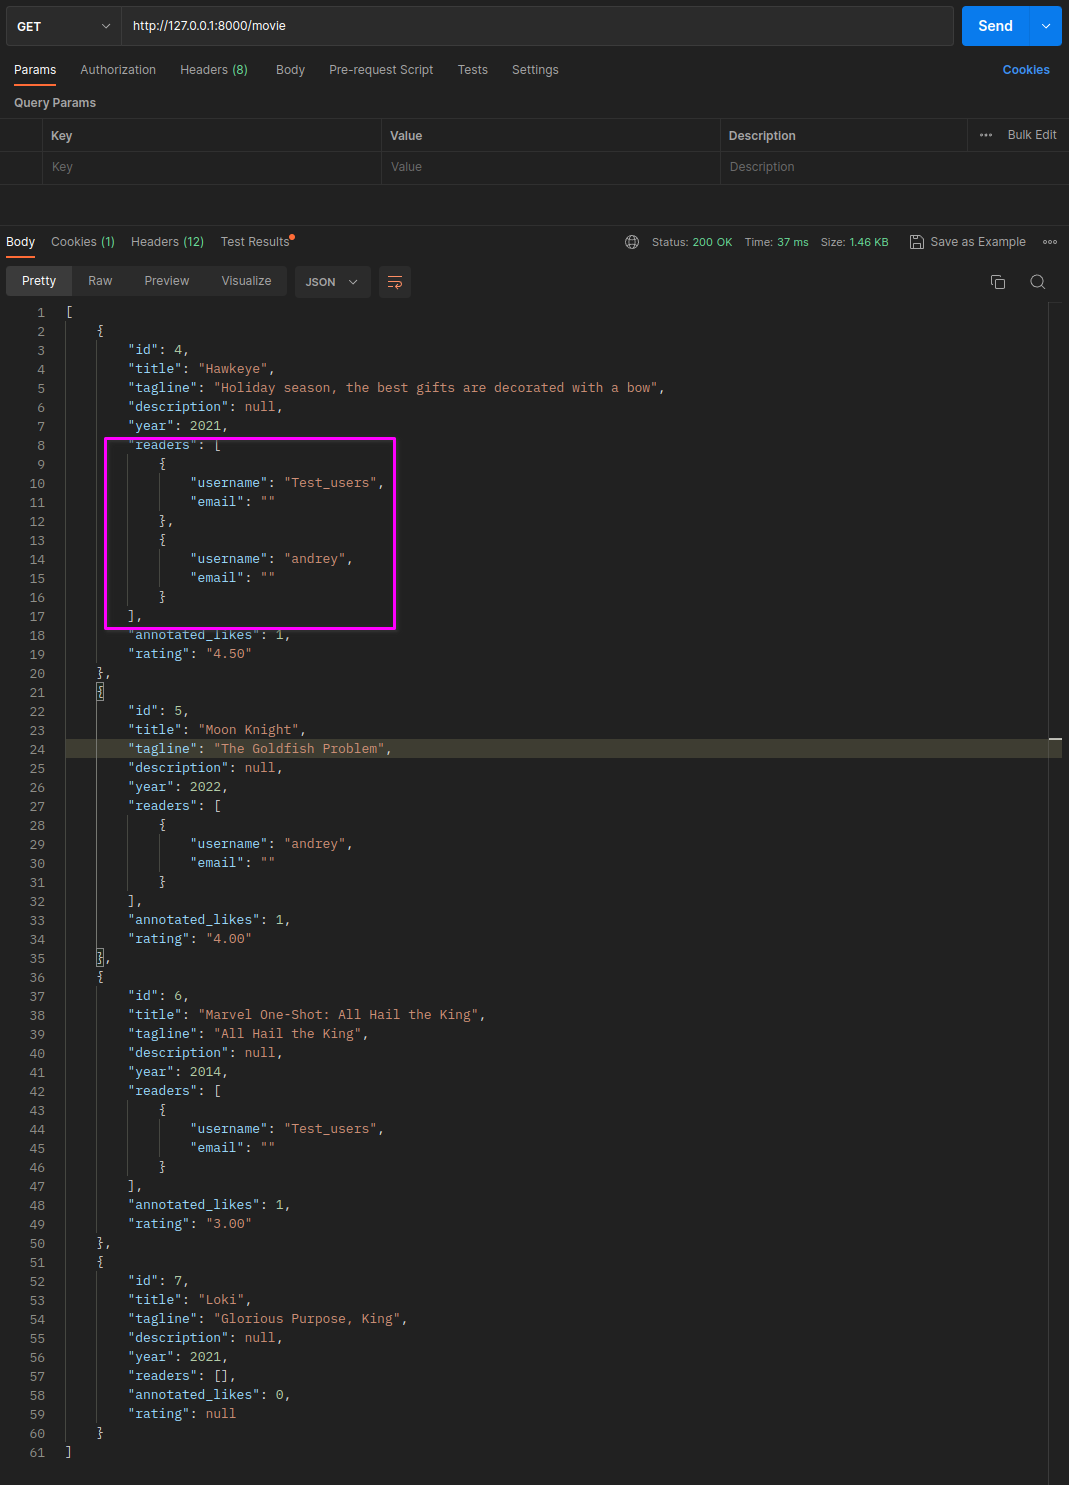 GET http://127.0.0.1:8000/movie Send
Params Authorization Headers (8) Body Pre-request Script Tests Settings Cookies
Query Params
Key Value Description ••• Bulk Edit
Key Value Description
Body Cookies (1) Headers (12) Test Results Status: 200 OK Time: 37 ms Size: 1.46 KB Save as Example
Pretty Raw Preview Visualize JSON
1 [
2 {
3 "id": 4,
4 "title": "Hawkeye",
5 "tagline": "Holiday season, the best gifts are decorated with a bow",
6 "description": null,
7 "year": 2021,
8 "readers": [
9 {
10 "username": "Test_users",
11 "email": ""
12 },
13 {
14 "username": "andrey",
15 "email": ""
16 }
17 ],
18 "annotated_likes": 1,
19 "rating": "4.50"
20 },
21 {
22 "id": 5,
23 "title": "Moon Knight",
24 "tagline": "The Goldfish Problem",
25 "description": null,
26 "year": 2022,
27 "readers": [
28 {
29 "username": "andrey",
30 "email": ""
31 }
32 ],
33 "annotated_likes": 1,
34 "rating": "4.00"
35 },
36 {
37 "id": 6,
38 "title": "Marvel One-Shot: All Hail the King",
39 "tagline": "All Hail the King",
40 "description": null,
41 "year": 2014,
42 "readers": [
43 {
44 "username": "Test_users",
45 "email": ""
46 }
47 ],
48 "annotated_likes": 1,
49 "rating": "3.00"
50 },
51 {
52 "id": 7,
53 "title": "Loki",
54 "tagline": "Glorious Purpose, King",
55 "description": null,
56 "year": 2021,
57 "readers": [],
58 "annotated_likes": 0,
59 "rating": null
60 }
61 ]